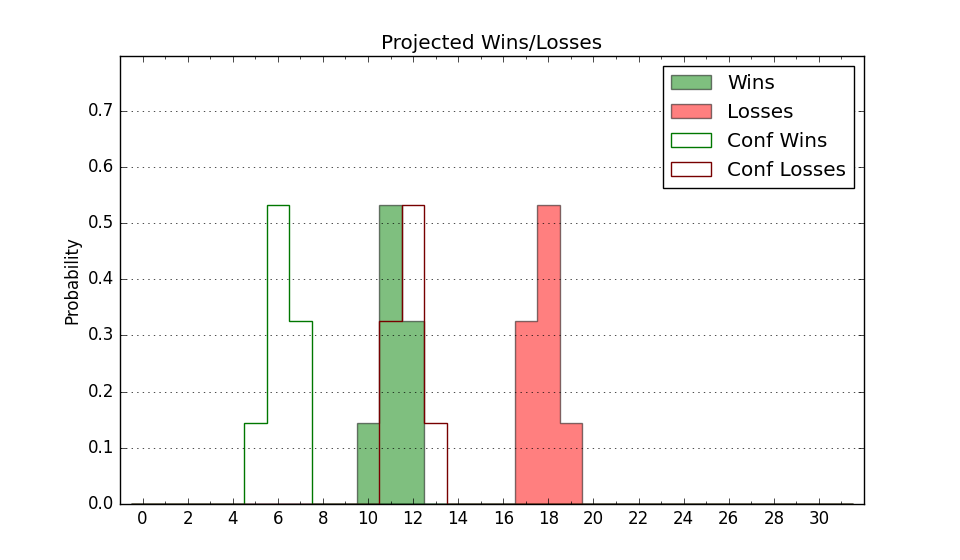 Projected Wins/Losses
Wins
Losses
Conf Wins
Conf Losses
Probability
0.7
0.6
0.5
0.4
0.3
0.2
0.1
0.0
0 2 4 6 8 10 12 14 16 18 20 22 24 26 28 30